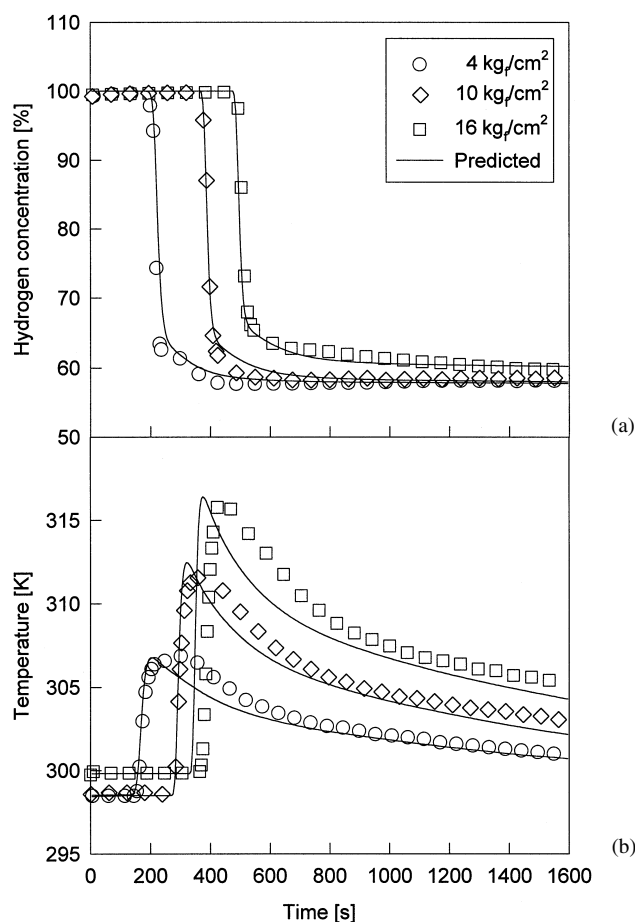 110
100
90
80
70
60
50
Hydrogen concentration [%]
4 kgf/cm2
10 kgf/cm2
16 kgf/cm2
Predicted
(a)
315
310
305
300
295
Temperature [K]
0 200 400 600 800 1000 1200 1400 1600
Time [s]
(b)